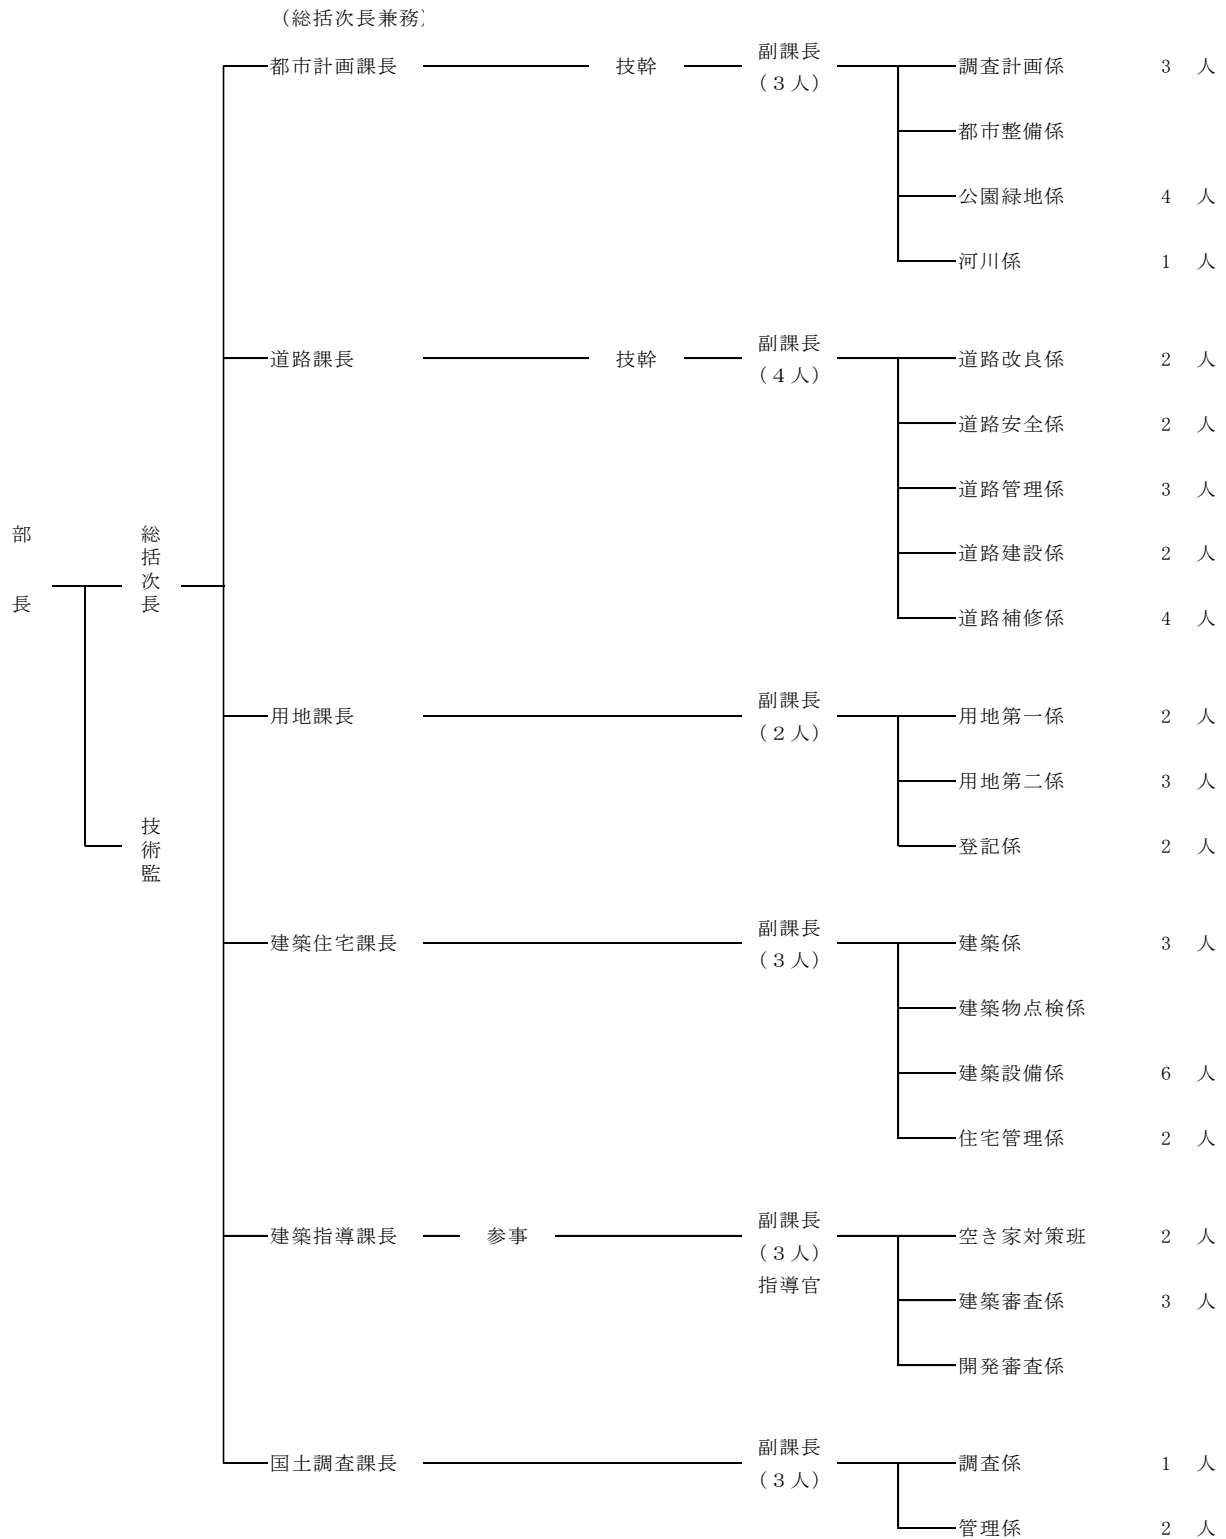 （総括次長兼務）
都市計画課長 技幹 副課長 調査計画係 3 人
（３人）
都市整備係
公園緑地係 4 人
河川係 1 人
道路課長 技幹 副課長 道路改良係 2 人
（４人）
道路安全係 2 人
道路管理係 3 人
部長 総括次長
道路建設係 2 人
道路補修係 4 人
用地課長 副課長 用地第一係 2 人
（２人）
用地第二係 3 人
技術監
登記係 2 人
建築住宅課長 副課長 建築係 3 人
（３人）
建築物点検係
建築設備係 6 人
住宅管理係 2 人
建築指導課長 参事 副課長 空き家対策班 2 人
（３人）
指導官
建築審査係 3 人
開発審査係
国土調査課長 副課長 調査係 1 人
（３人）
管理係 2 人